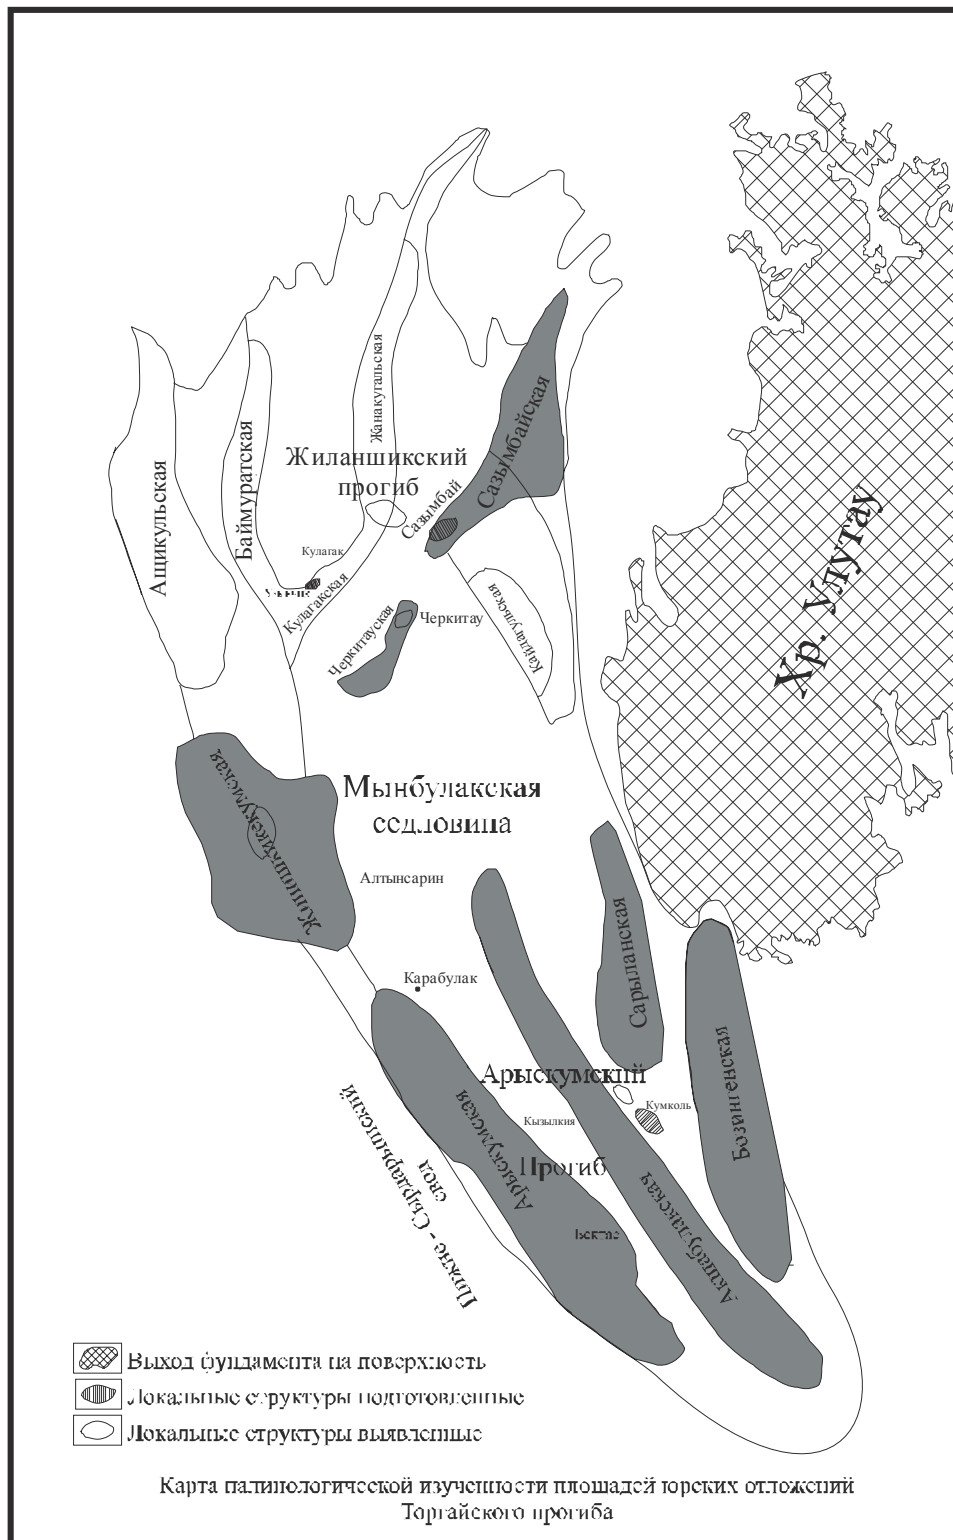 Жанакугальская
Сазымбайская
Ащикульская
Баймуратская
Жиланшикский
прогиб
Сазымбай
Хр. Улутау
Кулагак
Кулагакская
Черкитауская
Черкитау
Кайдагульская
Мынбулакская
седловина
Алтынсарин
Карабулак
Сарыланская
Бозингенская
Арыскумский
Прогиб
Кумколь
Кызылкия
Арыскумская
Акшабулакская
Бектас
Нижне - Сырдарьинский
свод
Выход фундамента на поверхность
Локальные структуры подготовленные
Локальные структуры выявленные
Карта палинологической изученности площадей юрских отложений
Торгайского прогиба